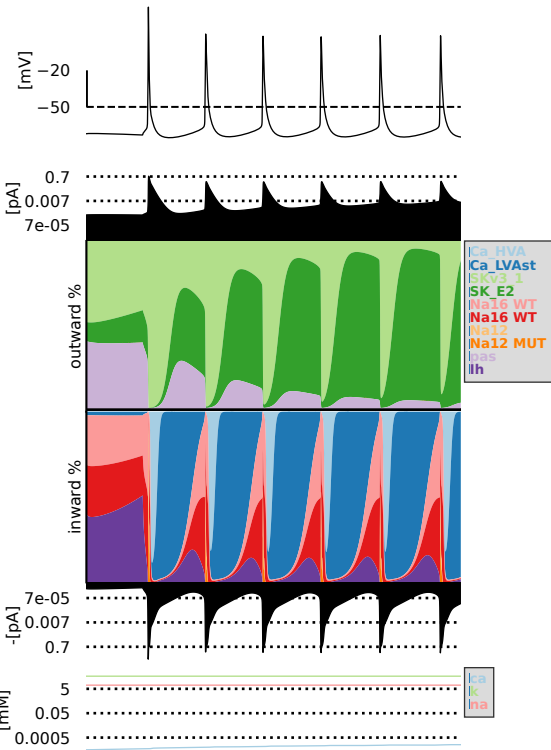 [mV]
−20
−50
[pA]
0.7
0.007
7e-05
outward %
Ca_HVA
Ca_LVAst
SKv3_1
SK_E2
Na16 WT
Na16 WT
Na12
Na12 MUT
pas
Ih
inward %
-[pA]
7e-05
0.007
0.7
[mM]
5
0.05
0.0005
ca
k
na